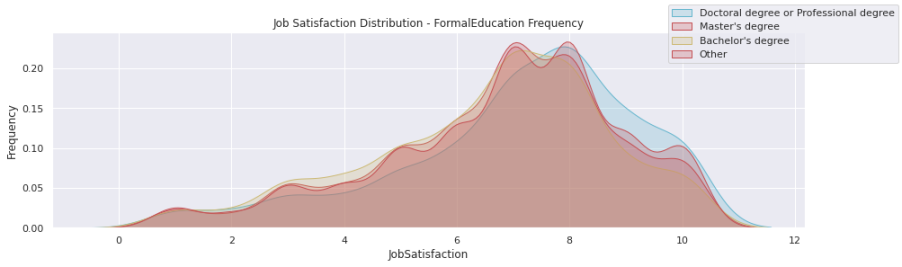 Job Satisfaction Distribution - FormalEducation Frequency
Doctoral degree or Professional degree
Master's degree
Bachelor's degree
Other
Frequency
0.20
0.15
0.10
0.05
0.00
0 2 4 6 8 10 12
JobSatisfaction